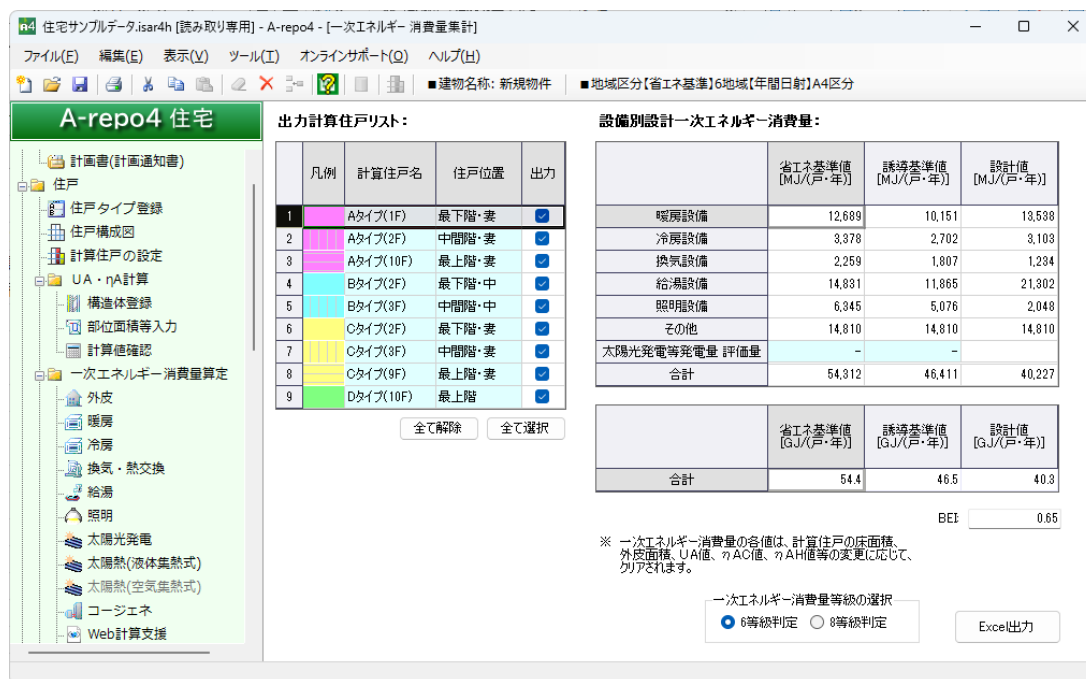 A4 住宅サンプルデータ.isar4h [読み取り専用] - A-repo4 - [一次エネルギー 消費量集計]
ファイル(F) 編集(E) 表示(V) ツール(T) オンラインサポート(O) ヘルプ(H)
■建物名称: 新規物件 ■地域区分【省エネ基準】6地域【年間日射】A4区分
A-repo4 住宅
計画書(計画通知書)
住戸
住戸タイプ登録
住戸構成図
計算住戸の設定
UA・ηA計算
構造体登録
部位面積等入力
計算値確認
一次エネルギー消費量算定
外皮
暖房
冷房
換気・熱交換
給湯
照明
太陽光発電
太陽熱(液体集熱式)
太陽熱(空気集熱式)
コージェネ
Web計算支援
出力計算住戸リスト:
凡例 計算住戸名 住戸位置 出力
1 Aタイプ(1F) 最下階・妻
2 Aタイプ(2F) 中間階・妻
3 Aタイプ(10F) 最上階・妻
4 Bタイプ(2F) 最下階・中
5 Bタイプ(3F) 中間階・中
6 Cタイプ(2F) 最下階・妻
7 Cタイプ(3F) 中間階・妻
8 Cタイプ(9F) 最上階・妻
9 Dタイプ(10F) 最上階
全て解除 全て選択
設備別設計一次エネルギー消費量:
省エネ基準値 誘導基準値 設計値
[MJ/(戸・年)] [MJ/(戸・年)] [MJ/(戸・年)]
暖房設備 12,689 10,151 13,538
冷房設備 3,378 2,702 3,103
換気設備 2,259 1,807 1,234
給湯設備 14,831 11,865 21,302
照明設備 6,345 5,076 2,048
その他 14,810 14,810 14,810
太陽光発電等発電量 評価量 - -
合計 54,312 46,411 40,227
省エネ基準値 誘導基準値 設計値
[GJ/(戸・年)] [GJ/(戸・年)] [GJ/(戸・年)]
合計 54.4 46.5 40.3
BEI: 0.65
※ 一次エネルギー消費量の各値は、計算住戸の床面積、
外皮面積、UA値、ηAC値、ηAH値等の変更に応じて、
クリアされます。
一次エネルギー消費量等級の選択
6等級判定 8等級判定
Excel出力